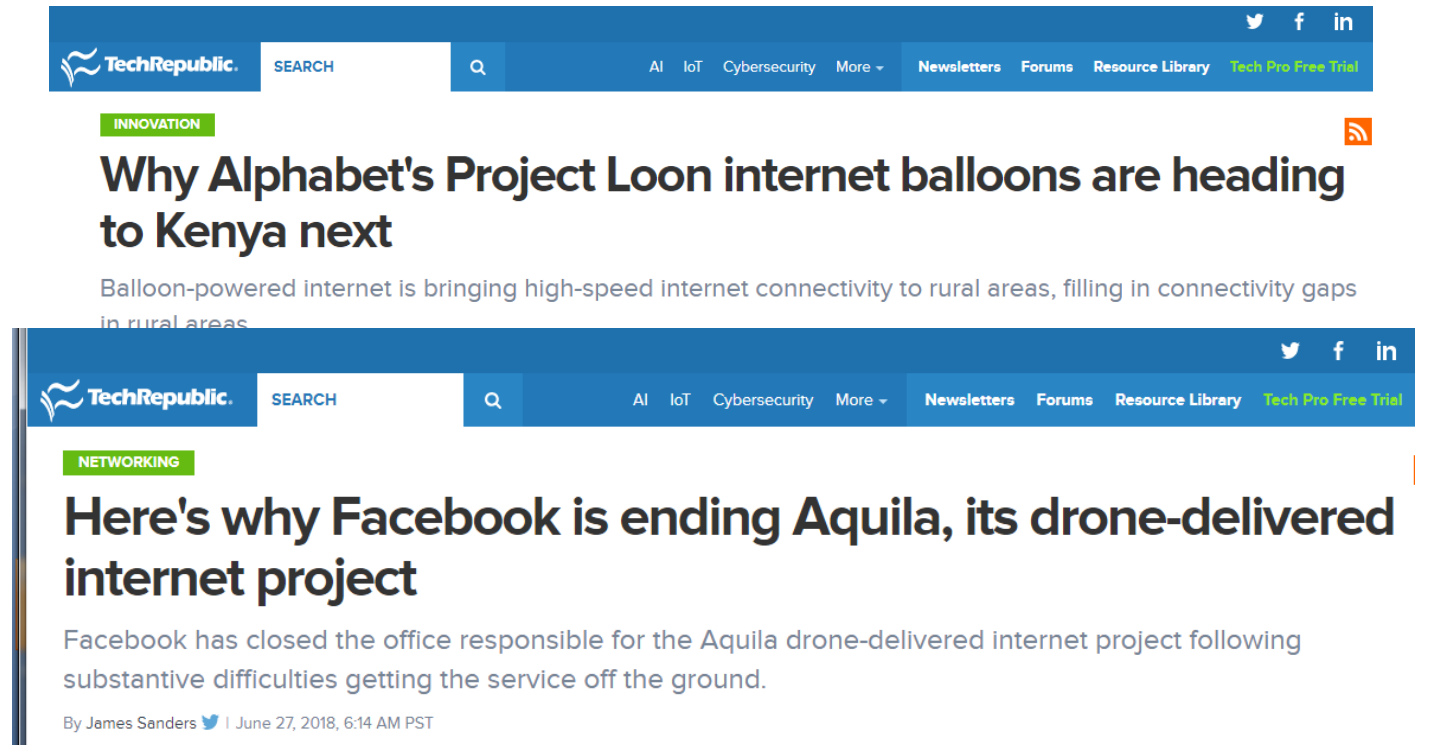 TechRepublic.
SEARCH
AI IoT Cybersecurity More Newsletters Forums Resource Library Tech Pro Free Trial
INNOVATION
Why Alphabet's Project Loon internet balloons are heading
to Kenya next
Balloon-powered internet is bringing high-speed internet connectivity to rural areas, filling in connectivity gaps
in rural areas
TechRepublic.
SEARCH
AI IoT Cybersecurity More Newsletters Forums Resource Library Tech Pro Free Trial
NETWORKING
Here's why Facebook is ending Aquila, its drone-delivered
internet project
Facebook has closed the office responsible for the Aquila drone-delivered internet project following
substantive difficulties getting the service off the ground.
By James Sanders | June 27, 2018, 6:14 AM PST